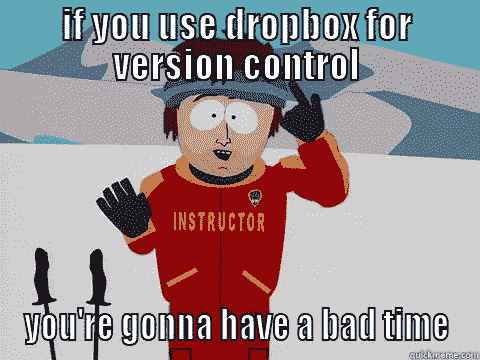 if you use dropbox for
version control
INSTRUCTOR
you're gonna have a bad time
quickmeme.com